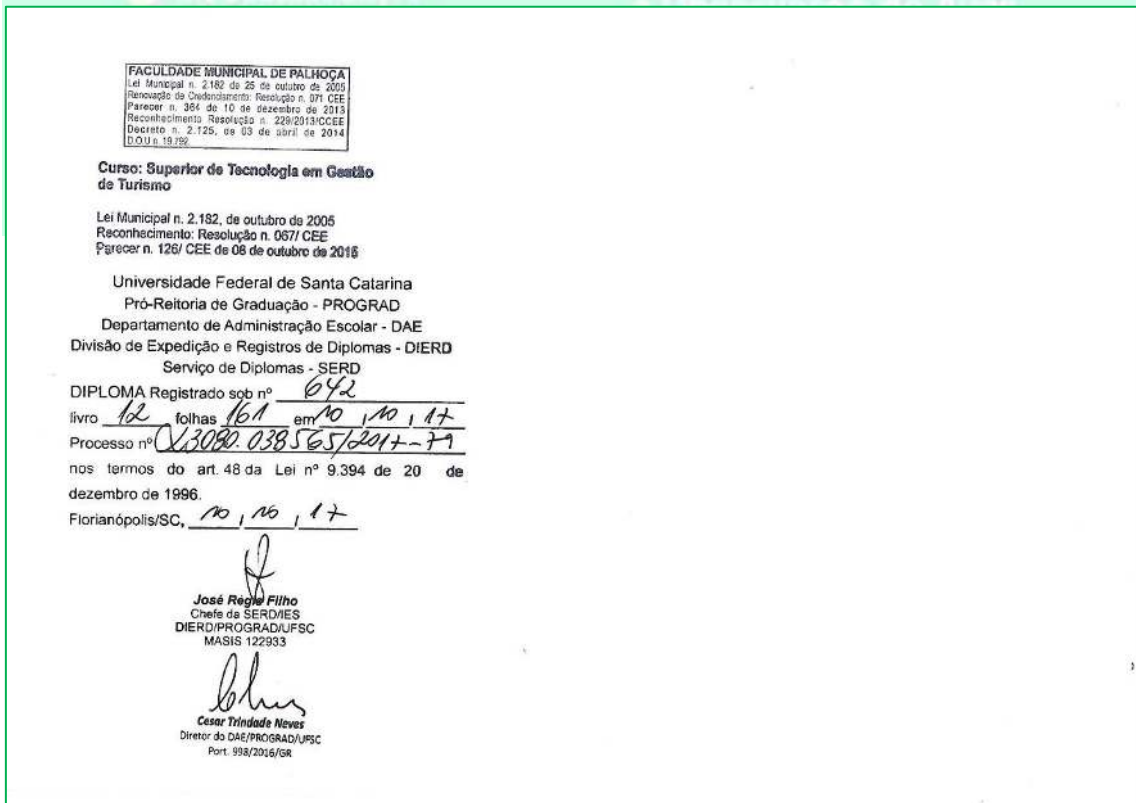 FACULDADE MUNICIPAL DE PALHOÇA
Lei Municipal n. 2.182 de 25 de outubro de 2005
Renovação de Credenciamento: Resolução n. 071 CEE
Parecer n. 364 de 10 de dezembro de 2013
Reconhecimento Resolução n. 229/2013/CCEE
Decreto n. 2.125, de 03 de abril de 2014
D.O.U n. 19.792
Curso: Superior de Tecnologia em Gestão
de Turismo
Lei Municipal n. 2.182, de outubro de 2005
Reconhecimento: Resolução n. 067/ CEE
Parecer n. 126/ CEE de 06 de outubro de 2015
Universidade Federal de Santa Catarina
Pró-Reitoria de Graduação - PROGRAD
Departamento de Administração Escolar - DAE
Divisão de Expedição e Registros de Diplomas - DIERD
Serviço de Diplomas - SERD
DIPLOMA Registrado sob nº 642
livro 12 folhas 161 em 10 / 10 / 17
Processo nº 23080.038565/2017-79
nos termos do art. 48 da Lei nº 9.394 de 20 de
dezembro de 1996.
Florianópolis/SC, 10 / 10 / 17
José Régio Filho
Chefe da SERD/IES
DIERD/PROGRAD/UFSC
MASIS 122933
Cesar Trindade Neves
Diretor do DAE/PROGRAD/UFSC
Port. 998/2016/GR